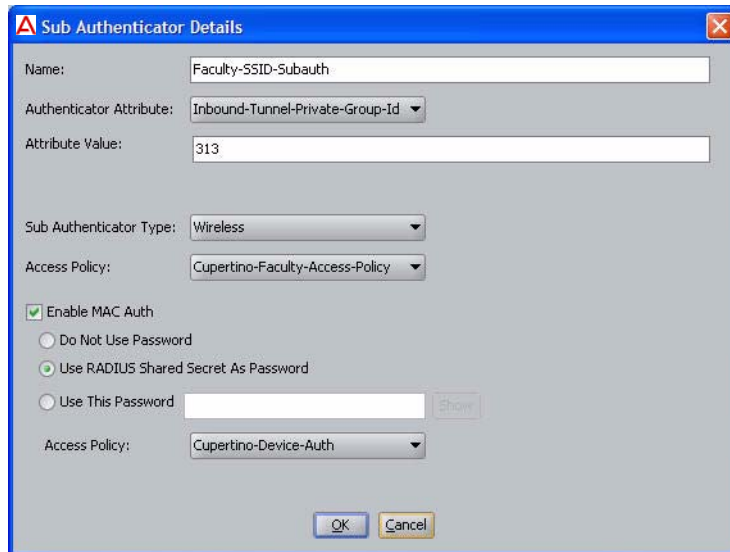 Sub Authenticator Details
Name: Faculty-SSID-Subauth
Authenticator Attribute: Inbound-Tunnel-Private-Group-Id
Attribute Value: 313
Sub Authenticator Type: Wireless
Access Policy: Cupertino-Faculty-Access-Policy
Enable MAC Auth
Do Not Use Password
Use RADIUS Shared Secret As Password
Use This Password Show
Access Policy: Cupertino-Device-Auth
OK Cancel